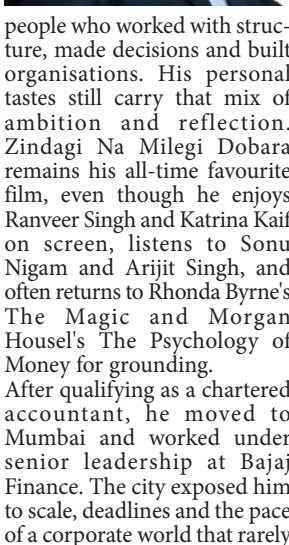 people who worked with struc-
ture, made decisions and built
organisations. His personal
tastes still carry that mix of
ambition and reflection.
Zindagi Na Milegi Dobara
remains his all-time favourite
film, even though he enjoys
Ranveer Singh and Katrina Kaif
on screen, listens to Sonu
Nigam and Arijit Singh, and
often returns to Rhonda Byrne's
The Magic and Morgan
Housel's The Psychology of
Money for grounding.
After qualifying as a chartered
accountant, he moved to
Mumbai and worked under
senior leadership at Bajaj
Finance. The city exposed him
to scale, deadlines and the pace
of a corporate world that rarely